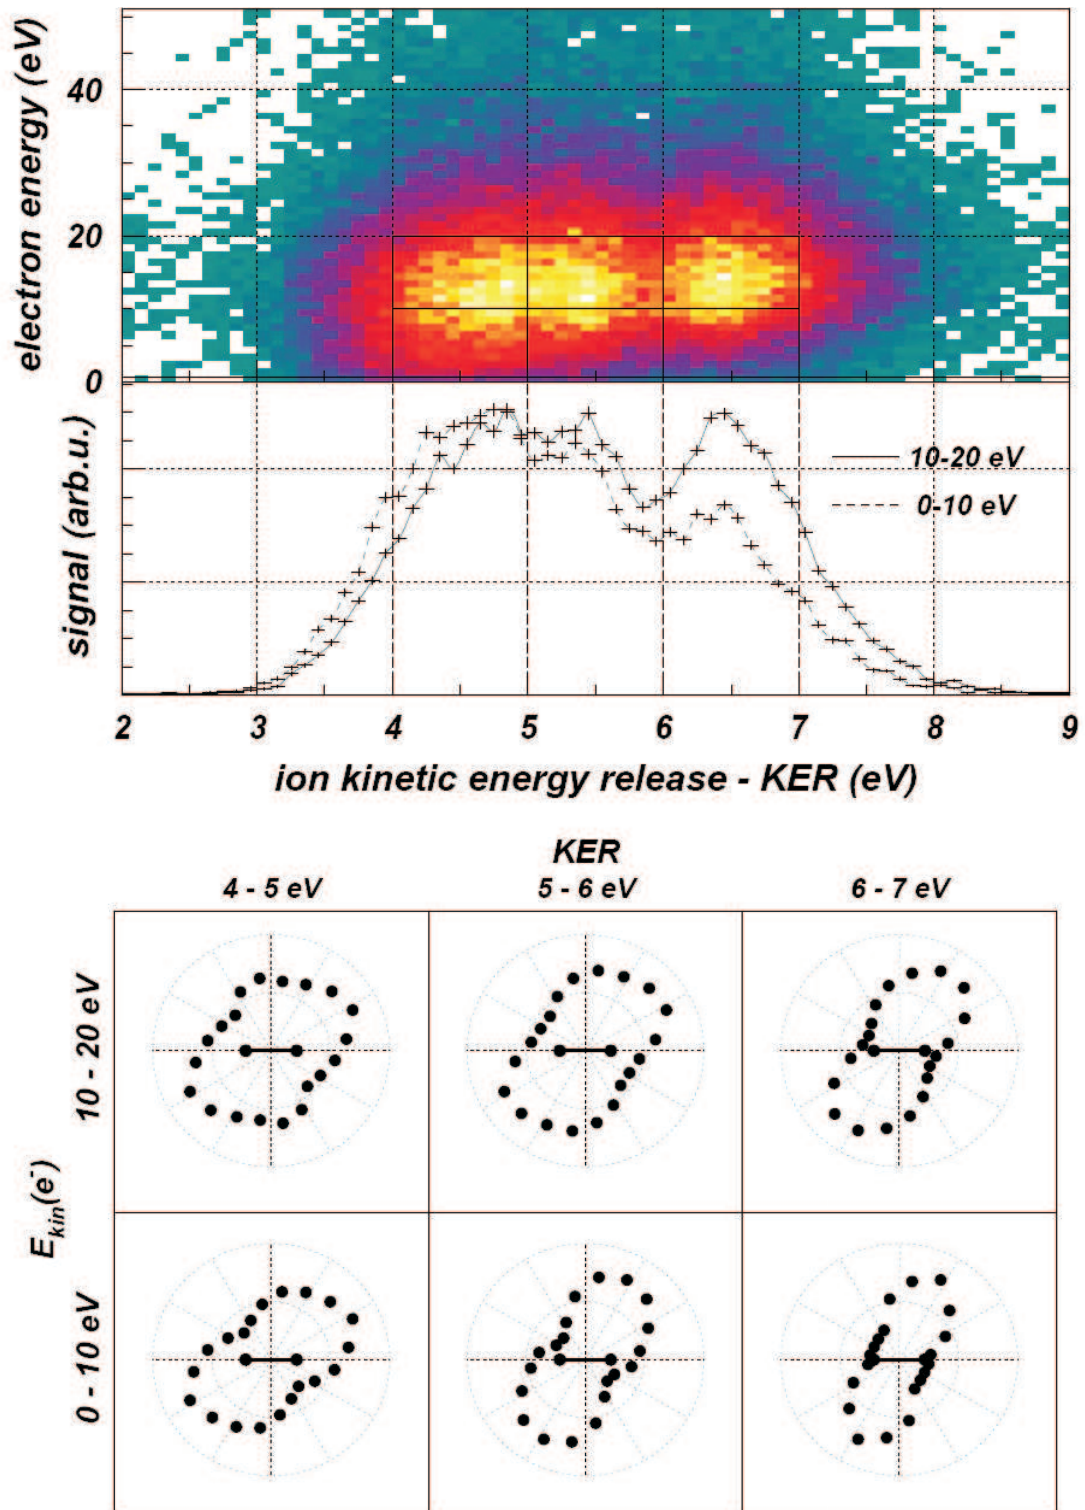 electron energy (eV)
40
20
0
signal (arb.u.)
10-20 eV
0-10 eV
2 3 4 5 6 7 8 9
ion kinetic energy release - KER (eV)
KER
4 - 5 eV 5 - 6 eV 6 - 7 eV
10 - 20 eV
E_kin(e⁻)
0 - 10 eV